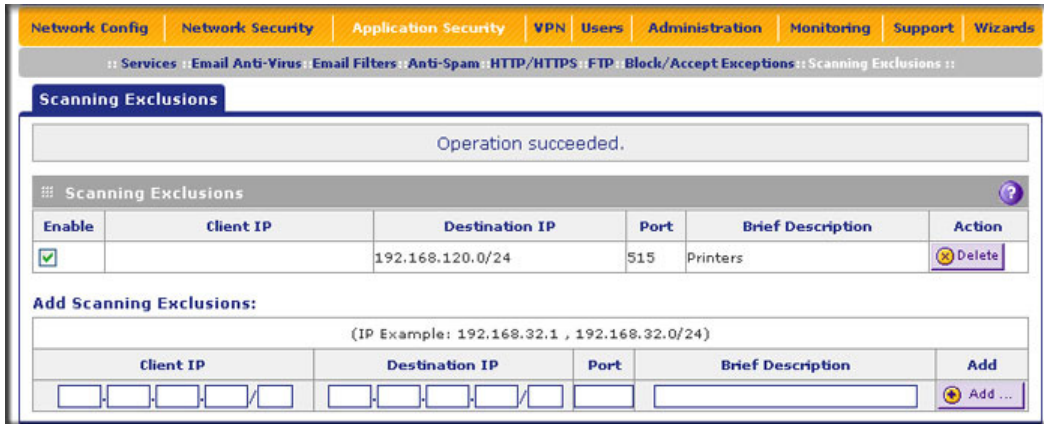 Network Config Network Security Application Security VPN Users Administration Monitoring Support Wizards
:: Services :: Email Anti-Virus :: Email Filters :: Anti-Spam :: HTTP/HTTPS :: FTP :: Block/Accept Exceptions :: Scanning Exclusions ::
Scanning Exclusions
Operation succeeded.
Scanning Exclusions ?
Enable Client IP Destination IP Port Brief Description Action
192.168.120.0/24 515 Printers Delete
Add Scanning Exclusions:
(IP Example: 192.168.32.1 , 192.168.32.0/24)
Client IP Destination IP Port Brief Description Add
. . . / . . . / Add ...